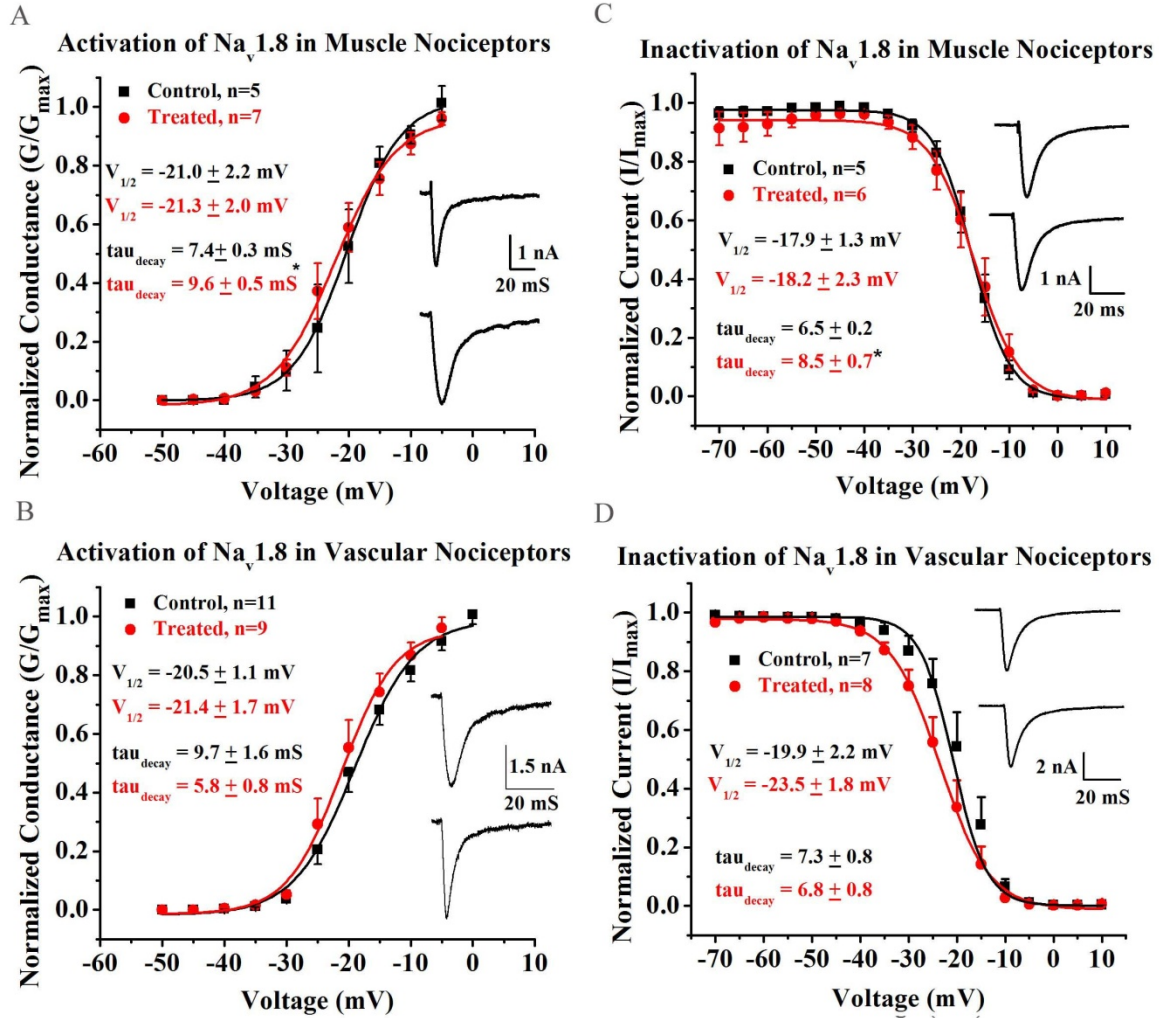 A
Activation of Nav1.8 in Muscle Nociceptors
Control, n=5
Treated, n=7
V1/2 = -21.0 ± 2.2 mV
V1/2 = -21.3 ± 2.0 mV
taudecay = 7.4± 0.3 mS
taudecay = 9.6 ± 0.5 mS*
1 nA
20 mS
Normalized Conductance (G/Gmax)
1.0
0.8
0.6
0.4
0.2
0.0
-60 -50 -40 -30 -20 -10 0 10
Voltage (mV)
B
Activation of Nav1.8 in Vascular Nociceptors
Control, n=11
Treated, n=9
V1/2 = -20.5 ± 1.1 mV
V1/2 = -21.4 ± 1.7 mV
taudecay = 9.7 ± 1.6 mS
taudecay = 5.8 ± 0.8 mS
1.5 nA
20 mS
Normalized Conductance (G/Gmax)
1.0
0.8
0.6
0.4
0.2
0.0
-60 -50 -40 -30 -20 -10 0 10
Voltage (mV)
C
Inactivation of Nav1.8 in Muscle Nociceptors
Control, n=5
Treated, n=6
V1/2 = -17.9 ± 1.3 mV
V1/2 = -18.2 ± 2.3 mV
taudecay = 6.5 ± 0.2
taudecay = 8.5 ± 0.7*
1 nA
20 ms
Normalized Current (I/Imax)
1.0
0.8
0.6
0.4
0.2
0.0
-70 -60 -50 -40 -30 -20 -10 0 10
Voltage (mV)
D
Inactivation of Nav1.8 in Vascular Nociceptors
Control, n=7
Treated, n=8
V1/2 = -19.9 ± 2.2 mV
V1/2 = -23.5 ± 1.8 mV
taudecay = 7.3 ± 0.8
taudecay = 6.8 ± 0.8
2 nA
20 mS
Normalized Current (I/Imax)
1.0
0.8
0.6
0.4
0.2
0.0
-70 -60 -50 -40 -30 -20 -10 0 10
Voltage (mV)